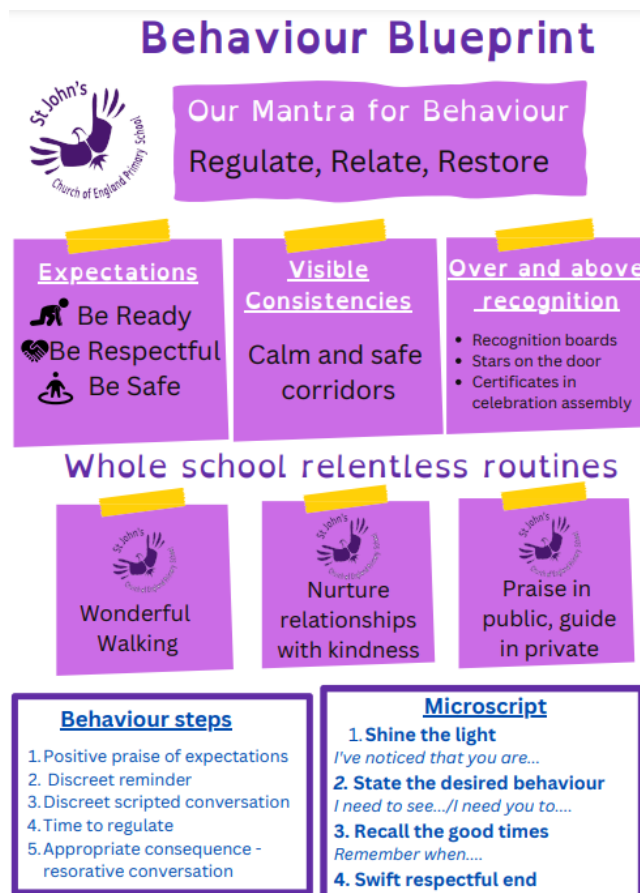 Behaviour Blueprint
St John's
Church of England Primary School
Our Mantra for Behaviour
Regulate, Relate, Restore
Expectations
Be Ready
Be Respectful
Be Safe
Visible
Consistencies
Calm and safe
corridors
Over and above
recognition
• Recognition boards
• Stars on the door
• Certificates in
celebration assembly
Whole school relentless routines
St John's
Wonderful
Walking
St John's
Nurture
relationships
with kindness
St John's
Praise in
public, guide
in private
Behaviour steps
1. Positive praise of expectations
2. Discreet reminder
3. Discreet scripted conversation
4. Time to regulate
5. Appropriate consequence -
resorative conversation
Microscript
1. Shine the light
I've noticed that you are...
2. State the desired behaviour
I need to see.../I need you to....
3. Recall the good times
Remember when....
4. Swift respectful end